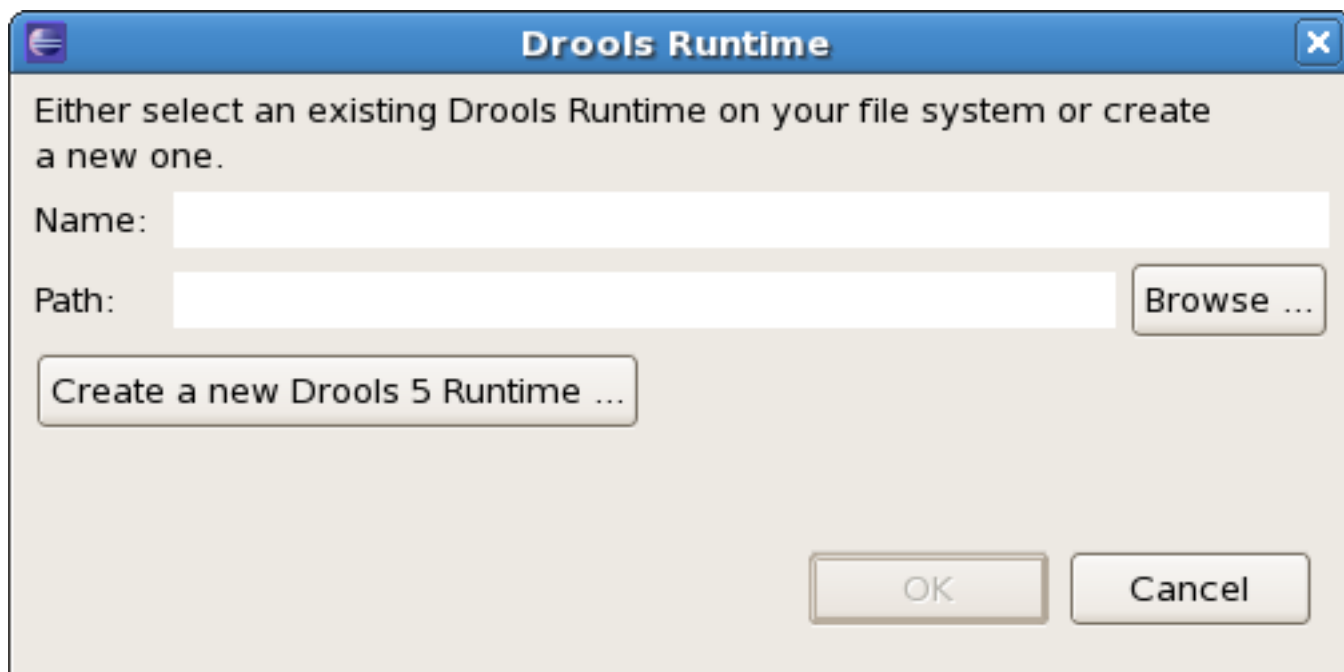 Drools Runtime
Either select an existing Drools Runtime on your file system or create
a new one.
Name:
Path:
Browse ...
Create a new Drools 5 Runtime ...
OK
Cancel